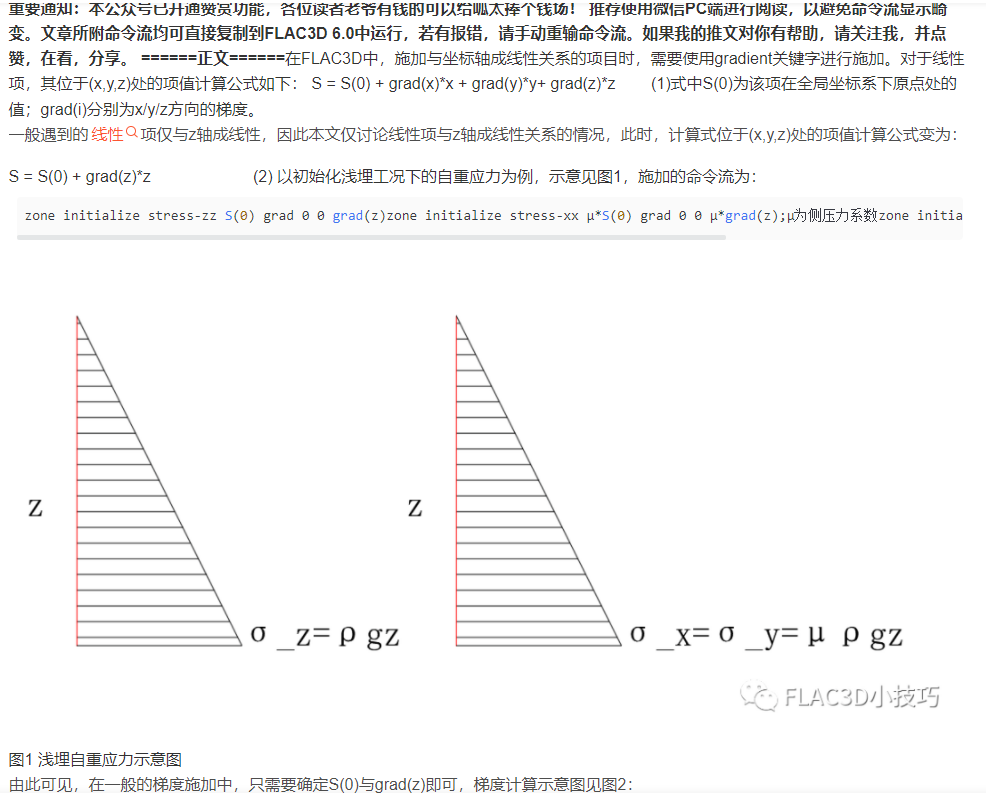 重要通知：本公众号已开通赞赏功能，各位读者老爷有钱的可以给呱太捧个钱场！ 推荐使用微信PC端进行阅读，以避免命令流显示畸
变。文章所附命令流均可直接复制到FLAC3D 6.0中运行，若有报错，请手动重输命令流。如果我的推文对你有帮助，请关注我，并点
赞，在看，分享。 ======正文======在FLAC3D中，施加与坐标轴成线性关系的项目时，需要使用gradient关键字进行施加。对于线性
项，其位于(x,y,z)处的项值计算公式如下： S = S(0) + grad(x)*x + grad(y)*y+ grad(z)*z (1)式中S(0)为该项在全局坐标系下原点处的
值；grad(i)分别为x/y/z方向的梯度。
一般遇到的线性项仅与z轴成线性，因此本文仅讨论线性项与z轴成线性关系的情况，此时，计算式位于(x,y,z)处的项值计算公式变为：
S = S(0) + grad(z)*z (2) 以初始化浅埋工况下的自重应力为例，示意见图1，施加的命令流为：
zone initialize stress-zz S(0) grad 0 0 grad(z)zone initialize stress-xx μ*S(0) grad 0 0 μ*grad(z);μ为侧压力系数zone initia
z
z
σ _z= ρ gz
σ _x= σ _y= μ ρ gz
FLAC3D小技巧
图1 浅埋自重应力示意图
由此可见，在一般的梯度施加中，只需要确定S(0)与grad(z)即可，梯度计算示意图见图2：